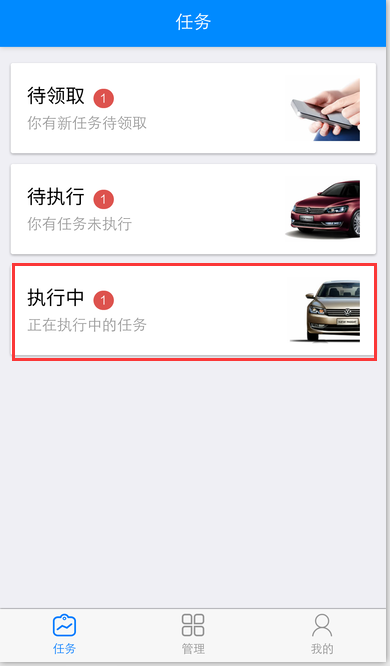 任务
待领取 1
你有新任务待领取
待执行 1
你有任务未执行
执行中 1
正在执行中的任务
任务 管理 我的